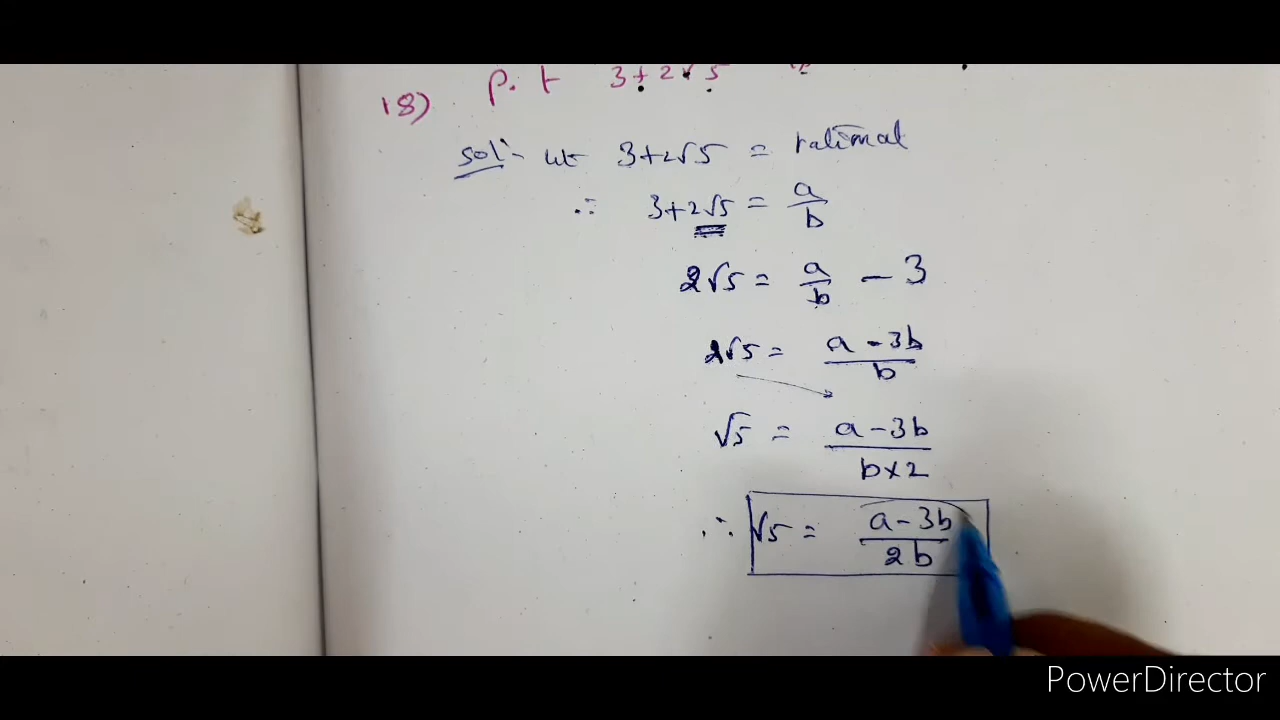 18) P. t 3+2√5
Sol:- let 3+2√5 = rational
∴ 3+2√5 = a/b
2√5 = a/b - 3
2√5 = a-3b/b
√5 = a-3b/b×2
∴ √5 = a-3b/2b
PowerDirector